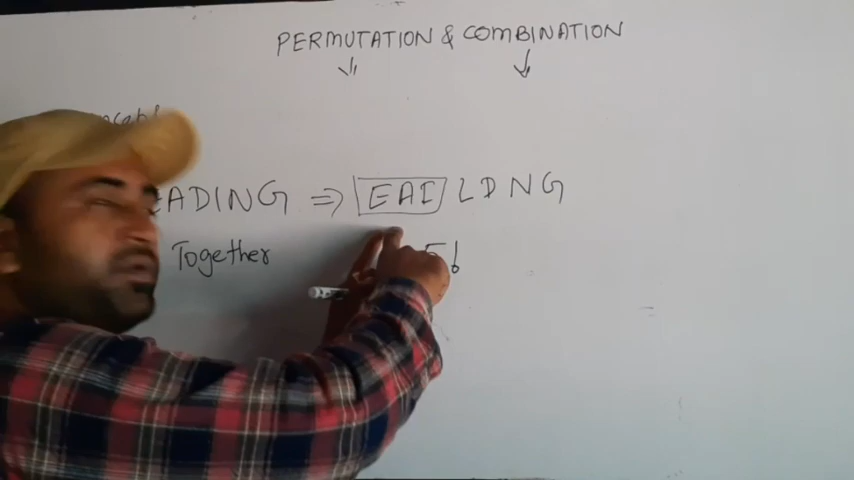 PERMUTATION & COMBINATION
EADING ⇒ EAI LDNG
Together 5!